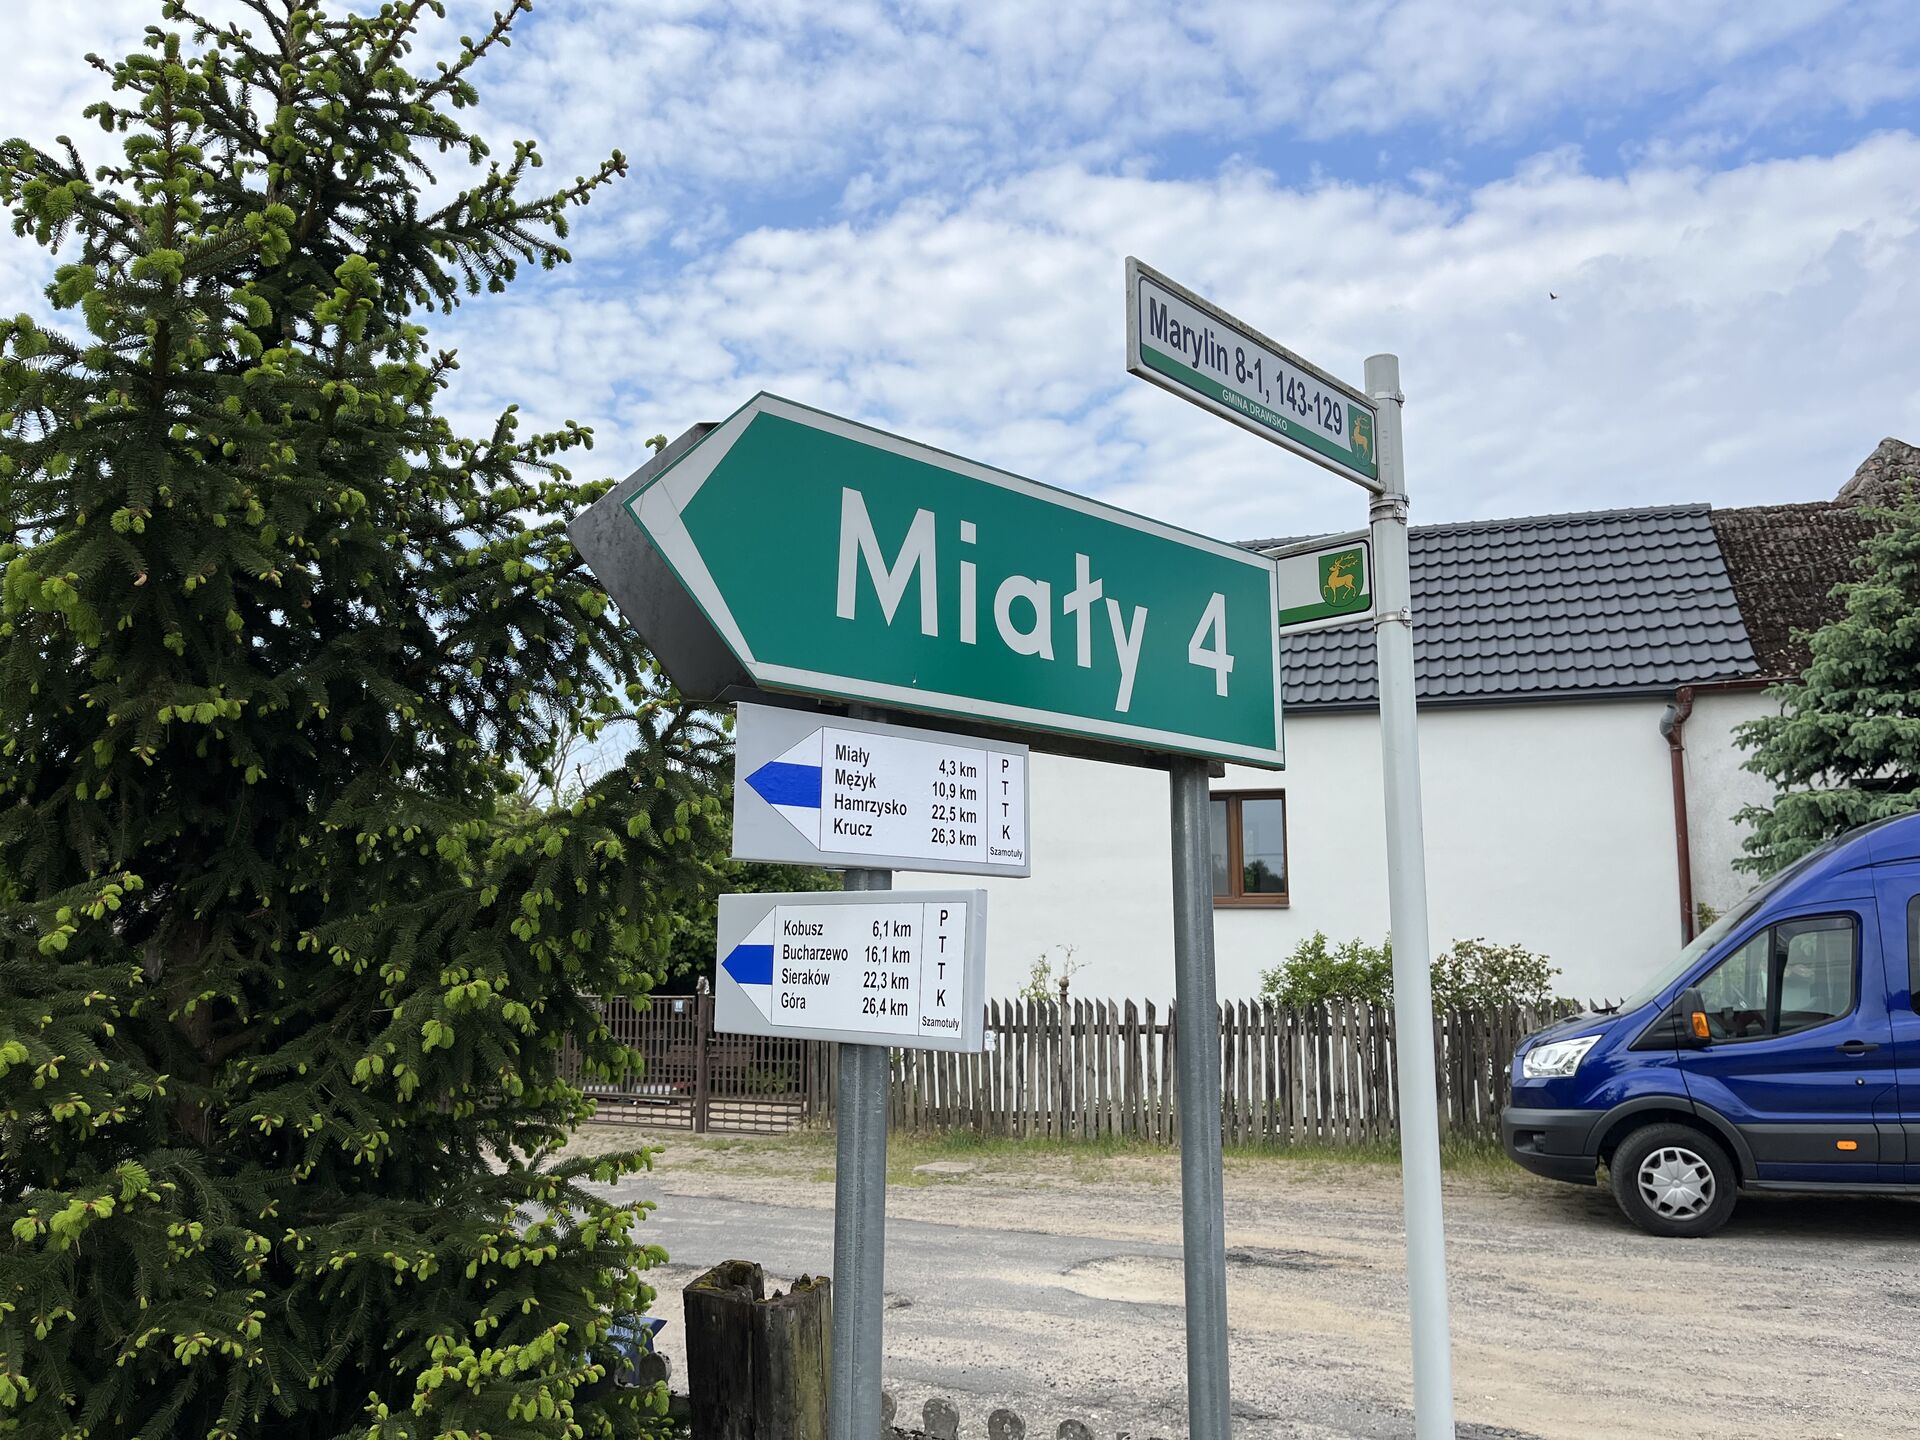 Marylin 8-1, 143-129
GMINA DRAWSKO
Miały 4
Miały 4,3 km
Mężyk 10,9 km
Hamrzysko 22,5 km
Krucz 26,3 km
PTTK
Szamotuły
Kobusz 6,1 km
Bucharzewo 16,1 km
Sieraków 22,3 km
Góra 26,4 km
PTTK
Szamotuły